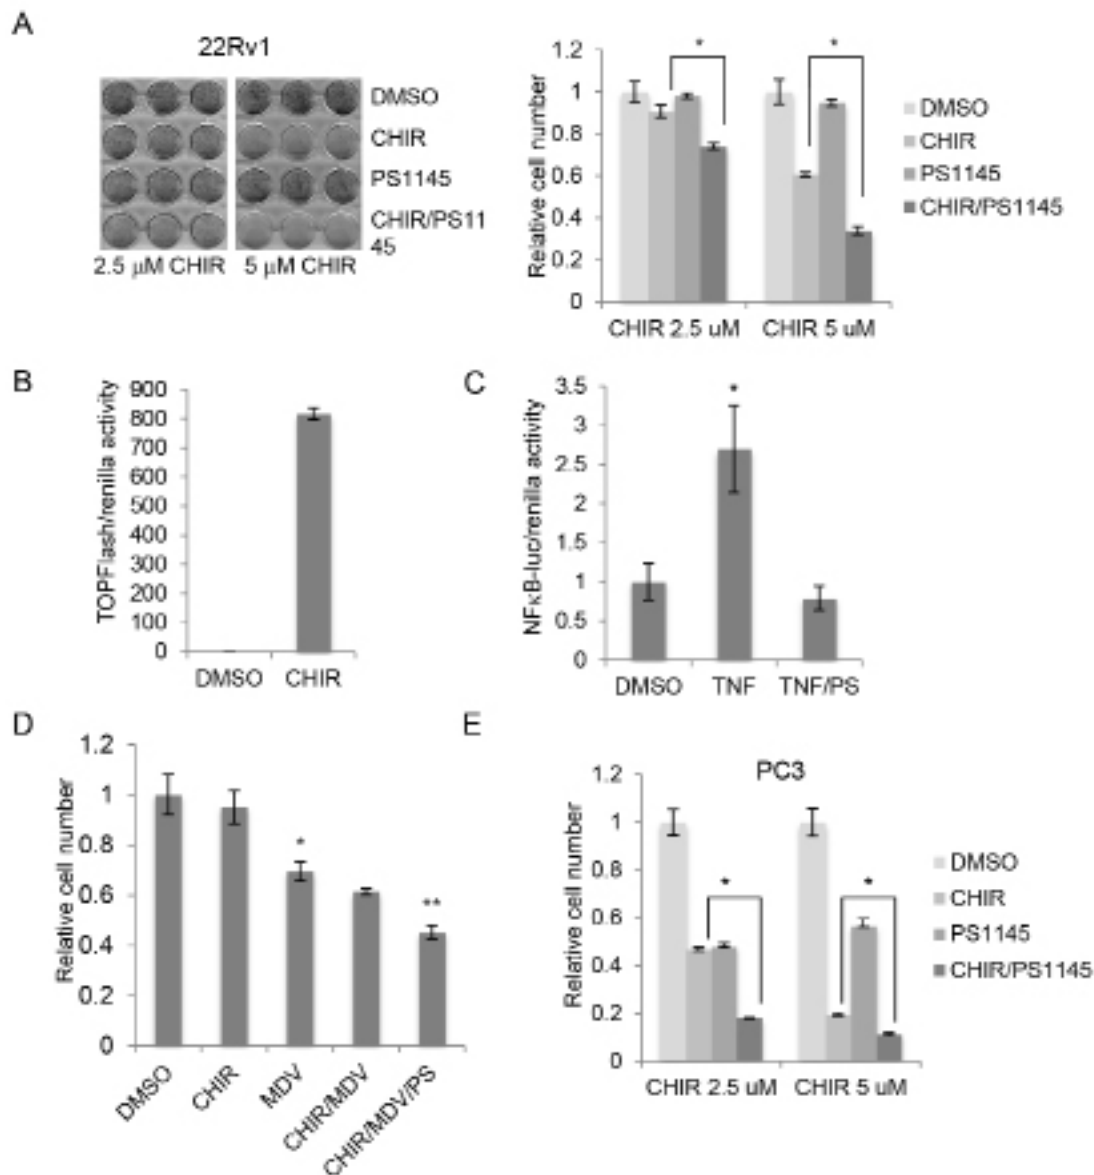 A
22Rv1
DMSO
CHIR
PS1145
CHIR/PS11
45
2.5 μM CHIR
5 μM CHIR
Relative cell number
1.2
1
0.8
0.6
0.4
0.2
0
*
*
CHIR 2.5 uM
CHIR 5 uM
DMSO
CHIR
PS1145
CHIR/PS1145
B
TOPFlash/renilla activity
900
800
700
600
500
400
300
200
100
0
DMSO
CHIR
C
NFκB-luc/renilla activity
3.5
3
2.5
2
1.5
1
0.5
0
*
DMSO
TNF
TNF/PS
D
Relative cell number
1.2
1
0.8
0.6
0.4
0.2
0
*
**
DMSO
CHIR
MDV
CHIR/MDV
CHIR/MDV/PS
E
PC3
Relative cell number
1.2
1
0.8
0.6
0.4
0.2
0
*
*
CHIR 2.5 uM
CHIR 5 uM
DMSO
CHIR
PS1145
CHIR/PS1145